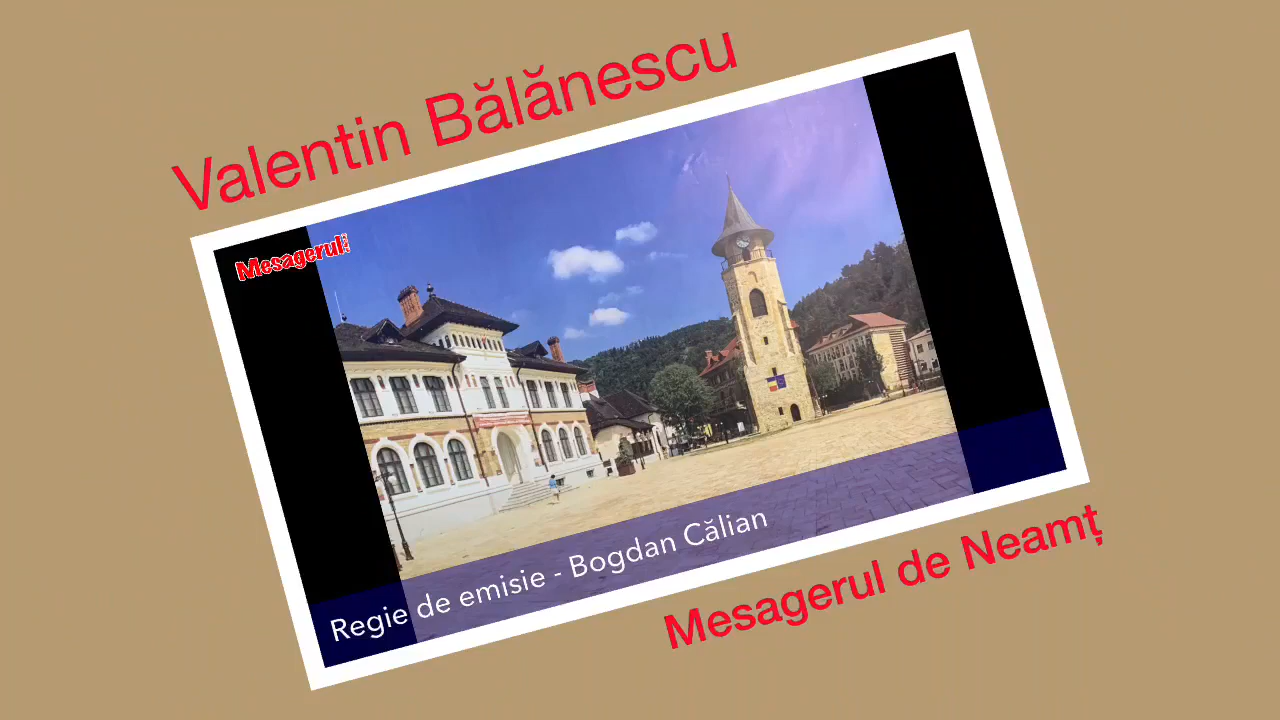 Valentin Bălănescu
Mesagerul
Regie de emisie - Bogdan Călian
Mesagerul de Neamț